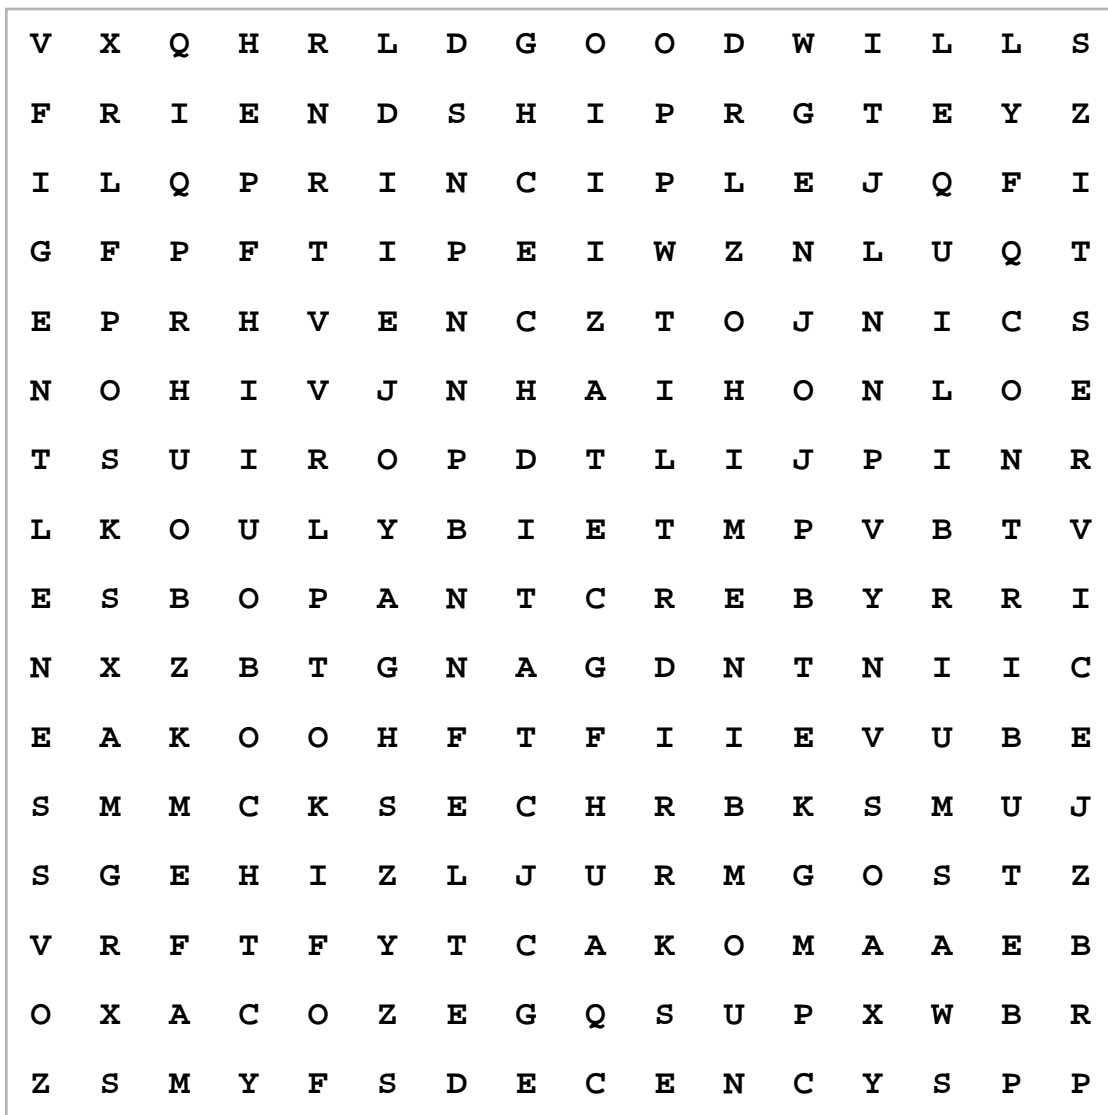 V X Q H R L D G O O D W I L L S
F R I E N D S H I P R G T E Y Z
I L Q P R I N C I P L E J Q F I
G F P F T I P E I W Z N L U Q T
E P R H V E N C Z T O J N I C S
N O H I V J N H A I H O N L O E
T S U I R O P D T L I J P I N R
L K O U L Y B I E T M P V B T V
E S B O P A N T C R E B Y R R I
N X Z B T G N A G D N T N I I C
E A K O O H F T F I I E V U B E
S M M C K S E C H R B K S M U J
S G E H I Z L J U R M G O S T Z
V R F T F Y T C A K O M A A E B
O X A C O Z E G Q S U P X W B R
Z S M Y F S D E C E N C Y S P P